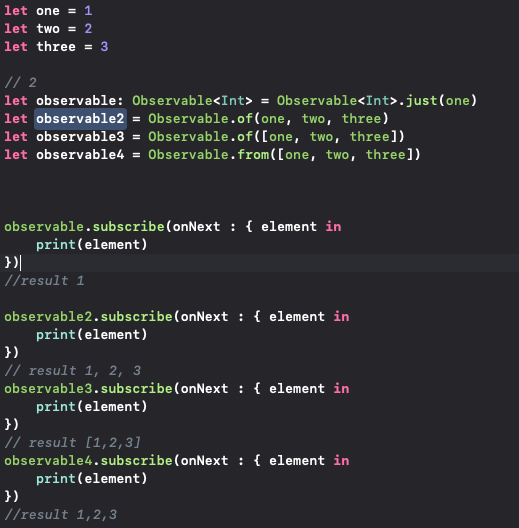 let one = 1
let two = 2
let three = 3
// 2
let observable: Observable<Int> = Observable<Int>.just(one)
let observable2 = Observable.of(one, two, three)
let observable3 = Observable.of([one, two, three])
let observable4 = Observable.from([one, two, three])
observable.subscribe(onNext : { element in
    print(element)
})
//result 1
observable2.subscribe(onNext : { element in
    print(element)
})
// result 1, 2, 3
observable3.subscribe(onNext : { element in
    print(element)
})
// result [1,2,3]
observable4.subscribe(onNext : { element in
    print(element)
})
//result 1,2,3